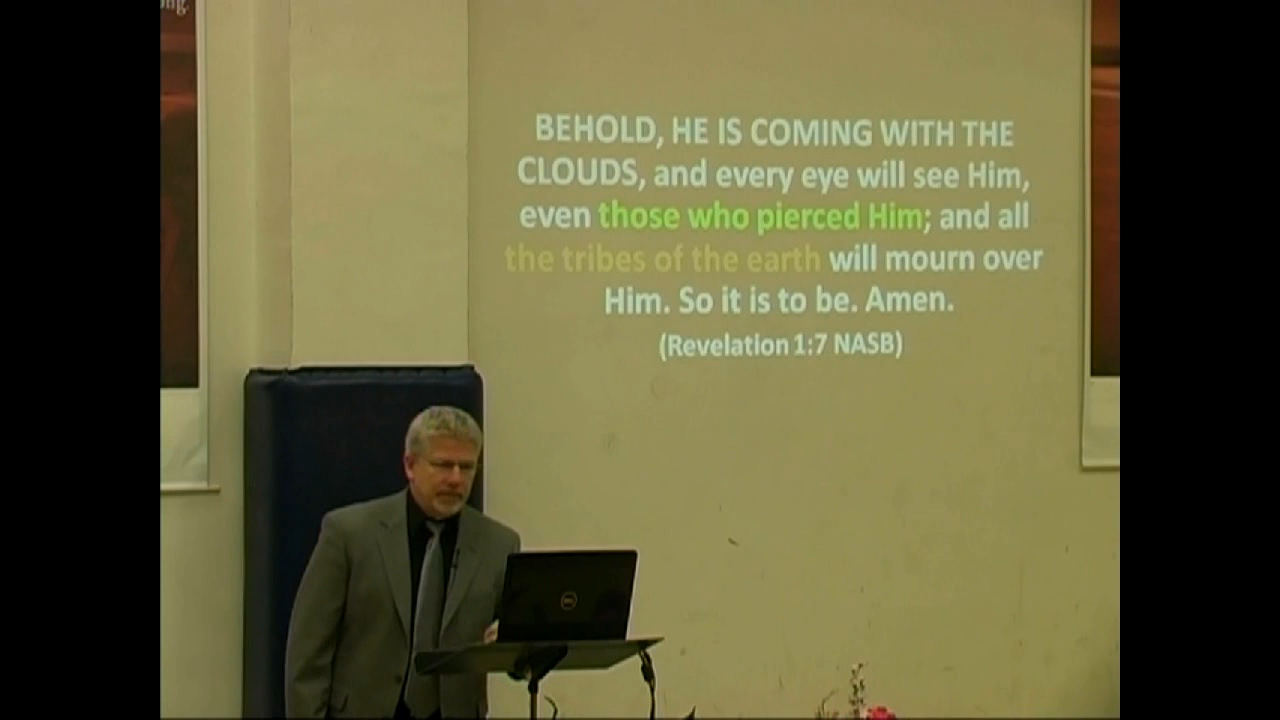 BEHOLD, HE IS COMING WITH THE
CLOUDS, and every eye will see Him,
even those who pierced Him; and all
the tribes of the earth will mourn over
Him. So it is to be. Amen.
(Revelation 1:7 NASB)